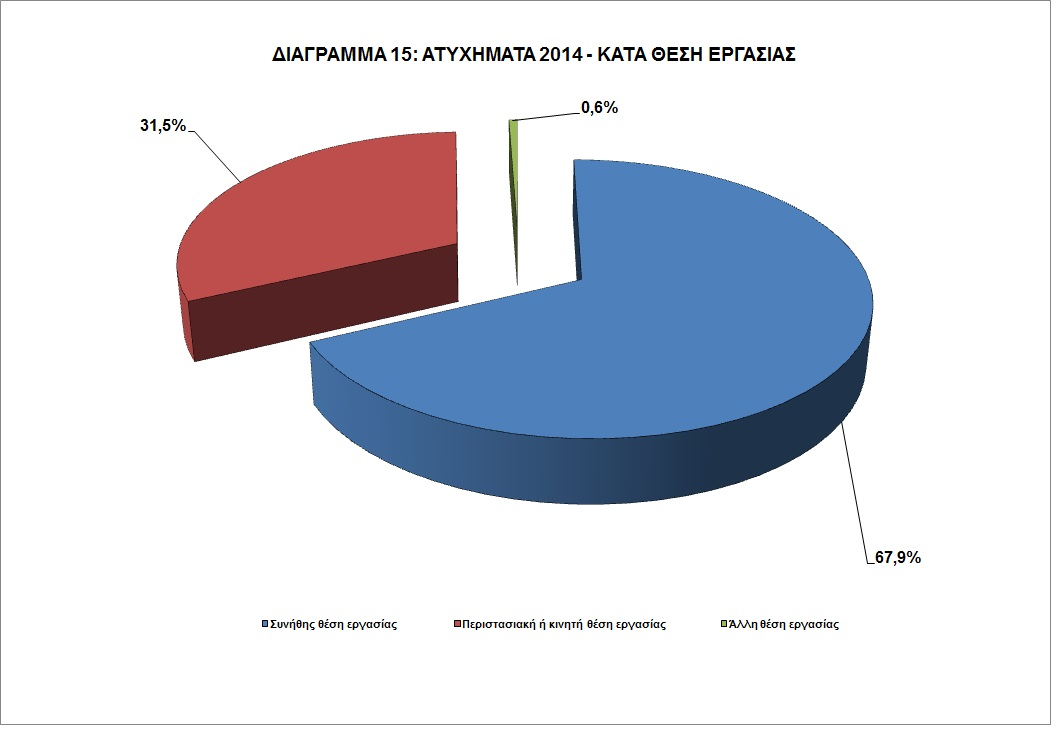 ΔΙΑΓΡΑΜΜΑ 15: ΑΤΥΧΗΜΑΤΑ 2014 - ΚΑΤΑ ΘΕΣΗ ΕΡΓΑΣΙΑΣ
0,6%
31,5%
67,9%
Συνήθης θέση εργασίας Περιστασιακή ή κινητή θέση εργασίας Άλλη θέση εργασίας